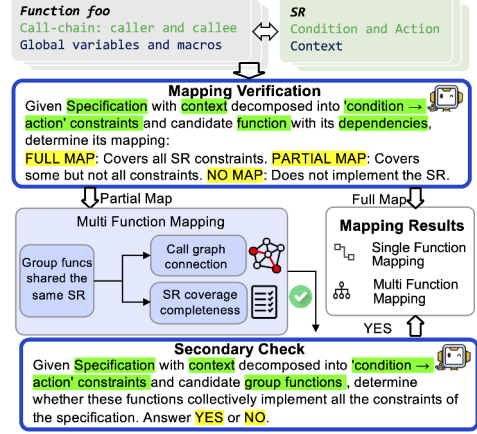 Function foo
Call-chain: caller and callee
Global variables and macros
SR
Condition and Action
Context
Mapping Verification
Given Specification with context decomposed into 'condition →
action' constraints and candidate function with its dependencies,
determine its mapping:
FULL MAP: Covers all SR constraints. PARTIAL MAP: Covers
some but not all constraints. NO MAP: Does not implement the SR.
Partial Map
Full Map
Multi Function Mapping
Group funcs
shared the
same SR
Call graph
connection
SR coverage
completeness
Mapping Results
Single Function
Mapping
Multi Function
Mapping
YES
Secondary Check
Given Specification with context decomposed into 'condition →
action' constraints and candidate group functions , determine
whether these functions collectively implement all the constraints
of the specification. Answer YES or NO.